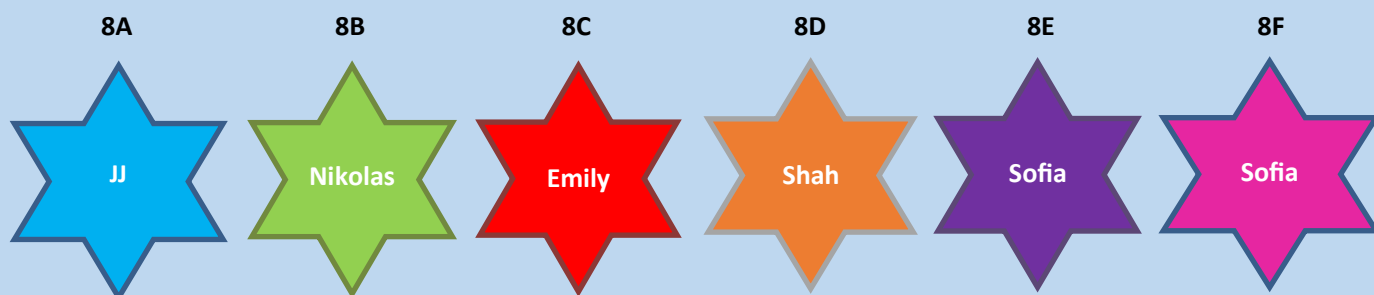 8A 8B 8C 8D 8E 8F
JJ Nikolas Emily Shah Sofia Sofia